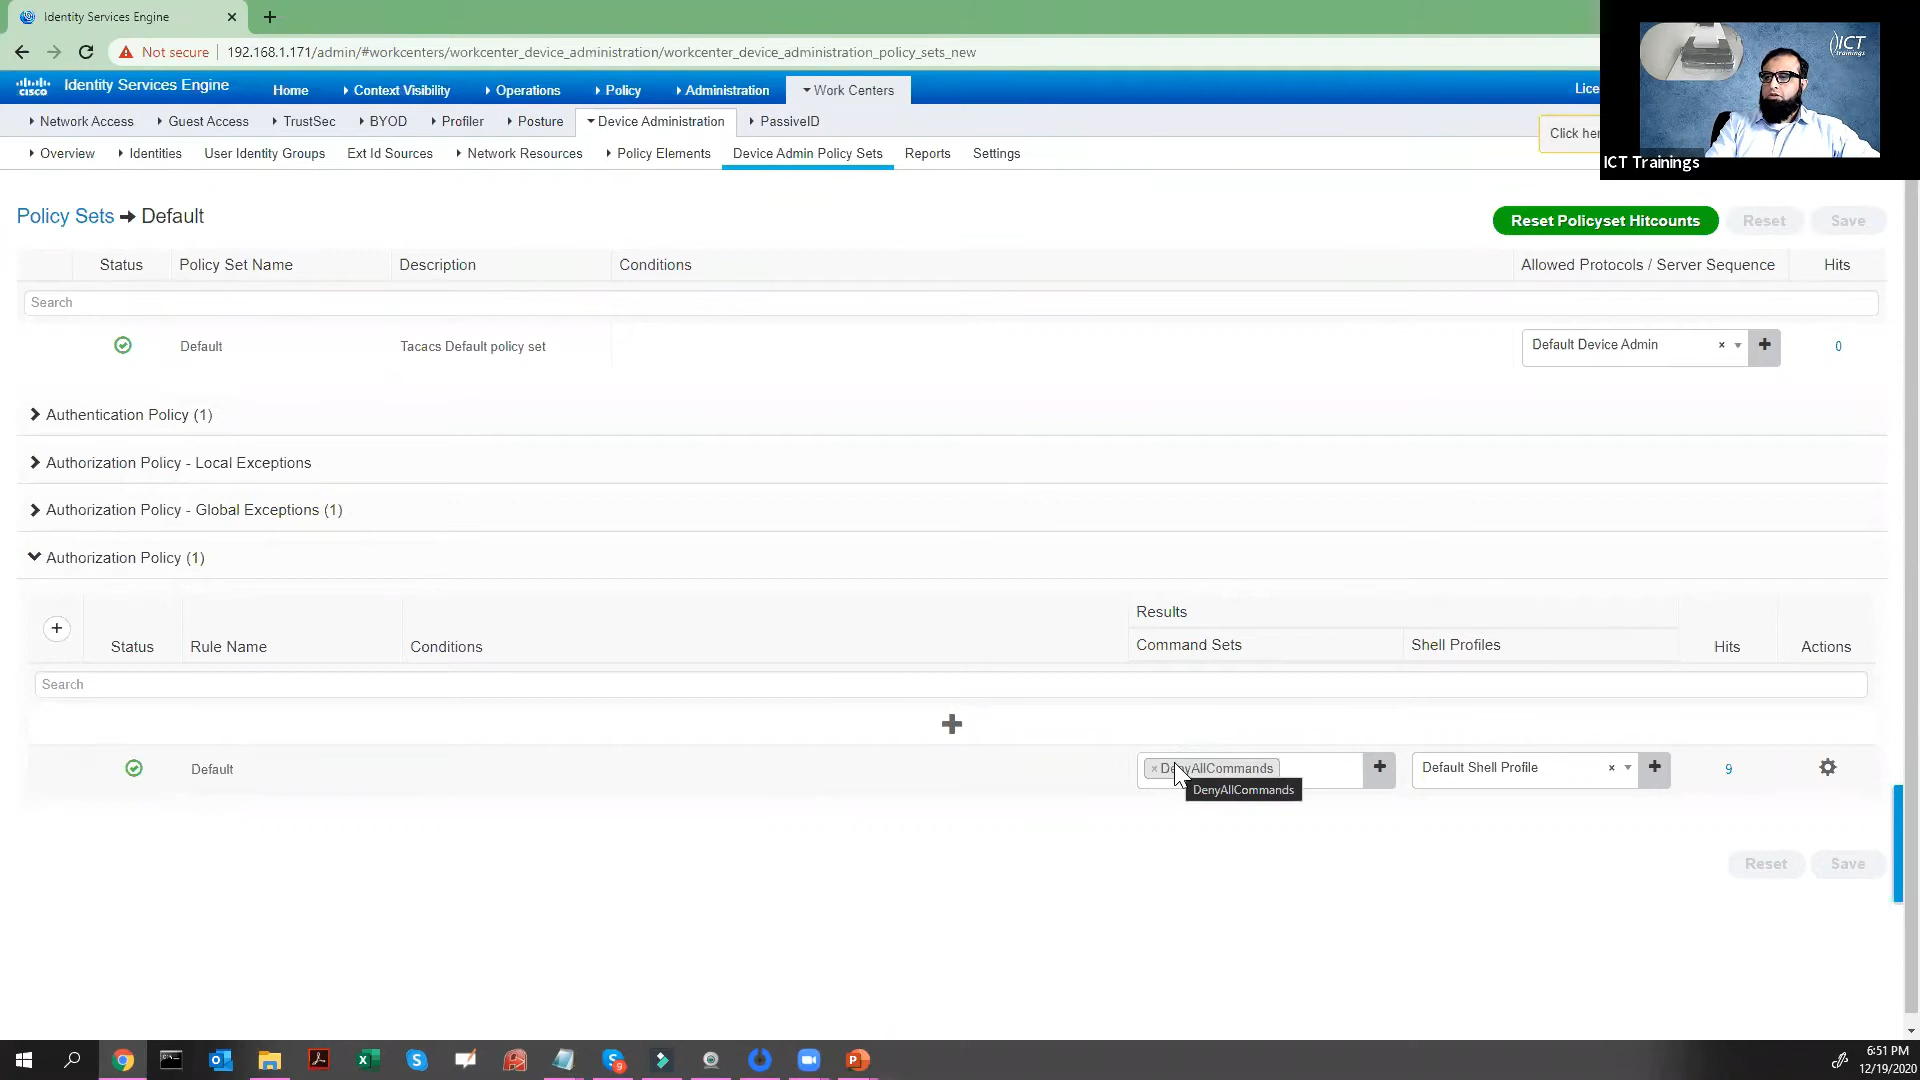 Identity Services Engine
Not secure
192.168.1.171/admin/#workcenters/workcenter_device_administration/workcenter_device_administration_policy_sets_new
CISCO
Identity Services Engine
Home
Context Visibility
Operations
Policy
Administration
Work Centers
Network Access
Guest Access
TrustSec
BYOD
Profiler
Posture
Device Administration
PassiveID
Overview
Identities
User Identity Groups
Ext Id Sources
Network Resources
Policy Elements
Device Admin Policy Sets
Reports
Settings
ICT
trainings
ICT Trainings
Policy Sets → Default
Reset Policyset Hitcounts
Reset
Save
Status
Policy Set Name
Description
Conditions
Allowed Protocols / Server Sequence
Hits
Search
Default
Tacacs Default policy set
Default Device Admin
0
Authentication Policy (1)
Authorization Policy - Local Exceptions
Authorization Policy - Global Exceptions (1)
Authorization Policy (1)
Results
Status
Rule Name
Conditions
Command Sets
Shell Profiles
Hits
Actions
Search
Default
DenyAllCommands
DenyAllCommands
Default Shell Profile
9
Reset
Save
6:51 PM
12/19/2020